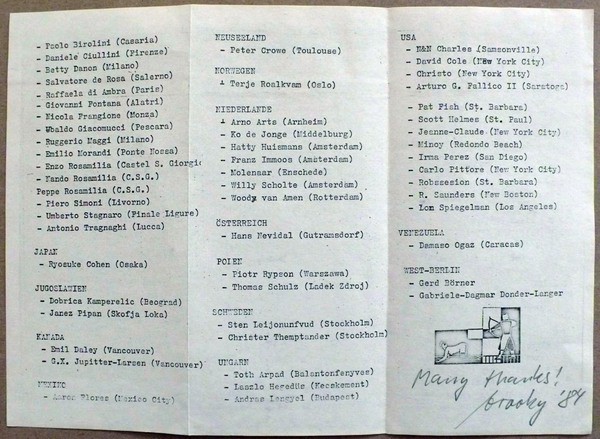 - Paolo Birolini (Casaria)
- Daniele Ciullini (Firenze)
- Betty Danon (Milano)
- Salvatore de Rosa (Salerno)
- Raffaela di Ambra (Paris)
- Giovanni Fontana (Alatri)
- Nicola Frangione (Monza)
- Ubaldo Giacomucci (Pescara)
- Ruggero Maggi (Milano)
- Emilio Morandi (Ponte Nossa)
- Enzo Rosamilia (Castel S. Giorgio
- Nando Rosamilia (C.S.G.)
Peppe Rosamilia (C.S.G.)
- Piero Simoni (Livorno)
- Umberto Stagnaro (Finale Ligure)
- Antonio Tragnaghi (Lucca)
JAPAN
- Ryosuke Cohen (Osaka)
JUGOSLAWIEN
- Dobrica Kamperelic (Beograd)
- Janez Pipan (Skofja Loka)
KANADA
- Emil Daley (Vancouver)
- G.X. Jupitter-Larsen (Vancouver)
MEXIKO
- Aaron Flores (Mexico City)
NEUSEELAND
- Peter Crowe (Toulouse)
NORWEGEN
- Terje Roalkvam (Oslo)
NIEDERLANDE
- Arno Arts (Arnheim)
- Ko de Jonge (Middelburg)
- Hatty Huismans (Amsterdam)
- Franz Immoos (Amsterdam)
- Molenaar (Enschede)
- Willy Scholte (Amsterdam)
- Woody van Amen (Rotterdam)
ÖSTERREICH
- Hans Nevidal (Gutramsdorf)
POLEN
- Piotr Rypson (Warszawa)
- Thomas Schulz (Ladek Zdroj)
SCHWEDEN
- Sten Leijonunfvud (Stockholm)
- Christer Themptander (Stockholm)
UNGARN
- Toth Arpad (Balantonfenyves)
- Laszlo Hegedüs (Kecskement)
- Andras Lengyel (Budapest)
USA
- N&N Charles (Samsonville)
- David Cole (New York City)
- Christo (New York City)
- Arturo G. Fallico II (Saratoga)
- Pat Fish (St. Barbara)
- Scott Helmes (St. Paul)
- Jeanne-Claude (New York City)
- Minoy (Redondo Beach)
- Irma Perez (San Diego)
- Carlo Pittore (New York City)
- Robsession (St. Barbara)
- R. Saunders (New Boston)
- Lon Spiegelman (Los Angeles)
VENEZUELA
- Damaso Ogaz (Caracas)
WEST-BERLIN
- Gerd Börner
- Gabriele-Dagmar Donder-Langer
Many thanks!
'84